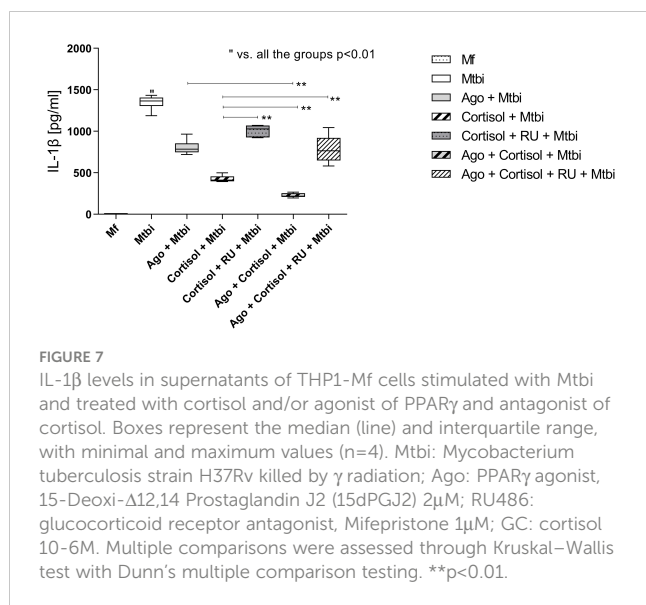 " vs. all the groups p<0.01
2000
1500
1000
500
0
IL-1β [pg/ml]
"
**
**
**
**
Mf
Mtbi
Ago + Mtbi
Cortisol + Mtbi
Cortisol + RU + Mtbi
Ago + Cortisol + Mtbi
Ago + Cortisol + RU + Mtbi
Mf
Mtbi
Ago + Mtbi
Cortisol + Mtbi
Cortisol + RU + Mtbi
Ago + Cortisol + Mtbi
Ago + Cortisol + RU + Mtbi
FIGURE 7
IL-1β levels in supernatants of THP1-Mf cells stimulated with Mtbi
and treated with cortisol and/or agonist of PPARγ and antagonist of
cortisol. Boxes represent the median (line) and interquartile range,
with minimal and maximum values (n=4). Mtbi: Mycobacterium
tuberculosis strain H37Rv killed by γ radiation; Ago: PPARγ agonist,
15-Deoxi-Δ12,14 Prostaglandin J2 (15dPGJ2) 2μM; RU486:
glucocorticoid receptor antagonist, Mifepristone 1μM; GC: cortisol
10-6M. Multiple comparisons were assessed through Kruskal–Wallis
test with Dunn's multiple comparison testing. **p<0.01.